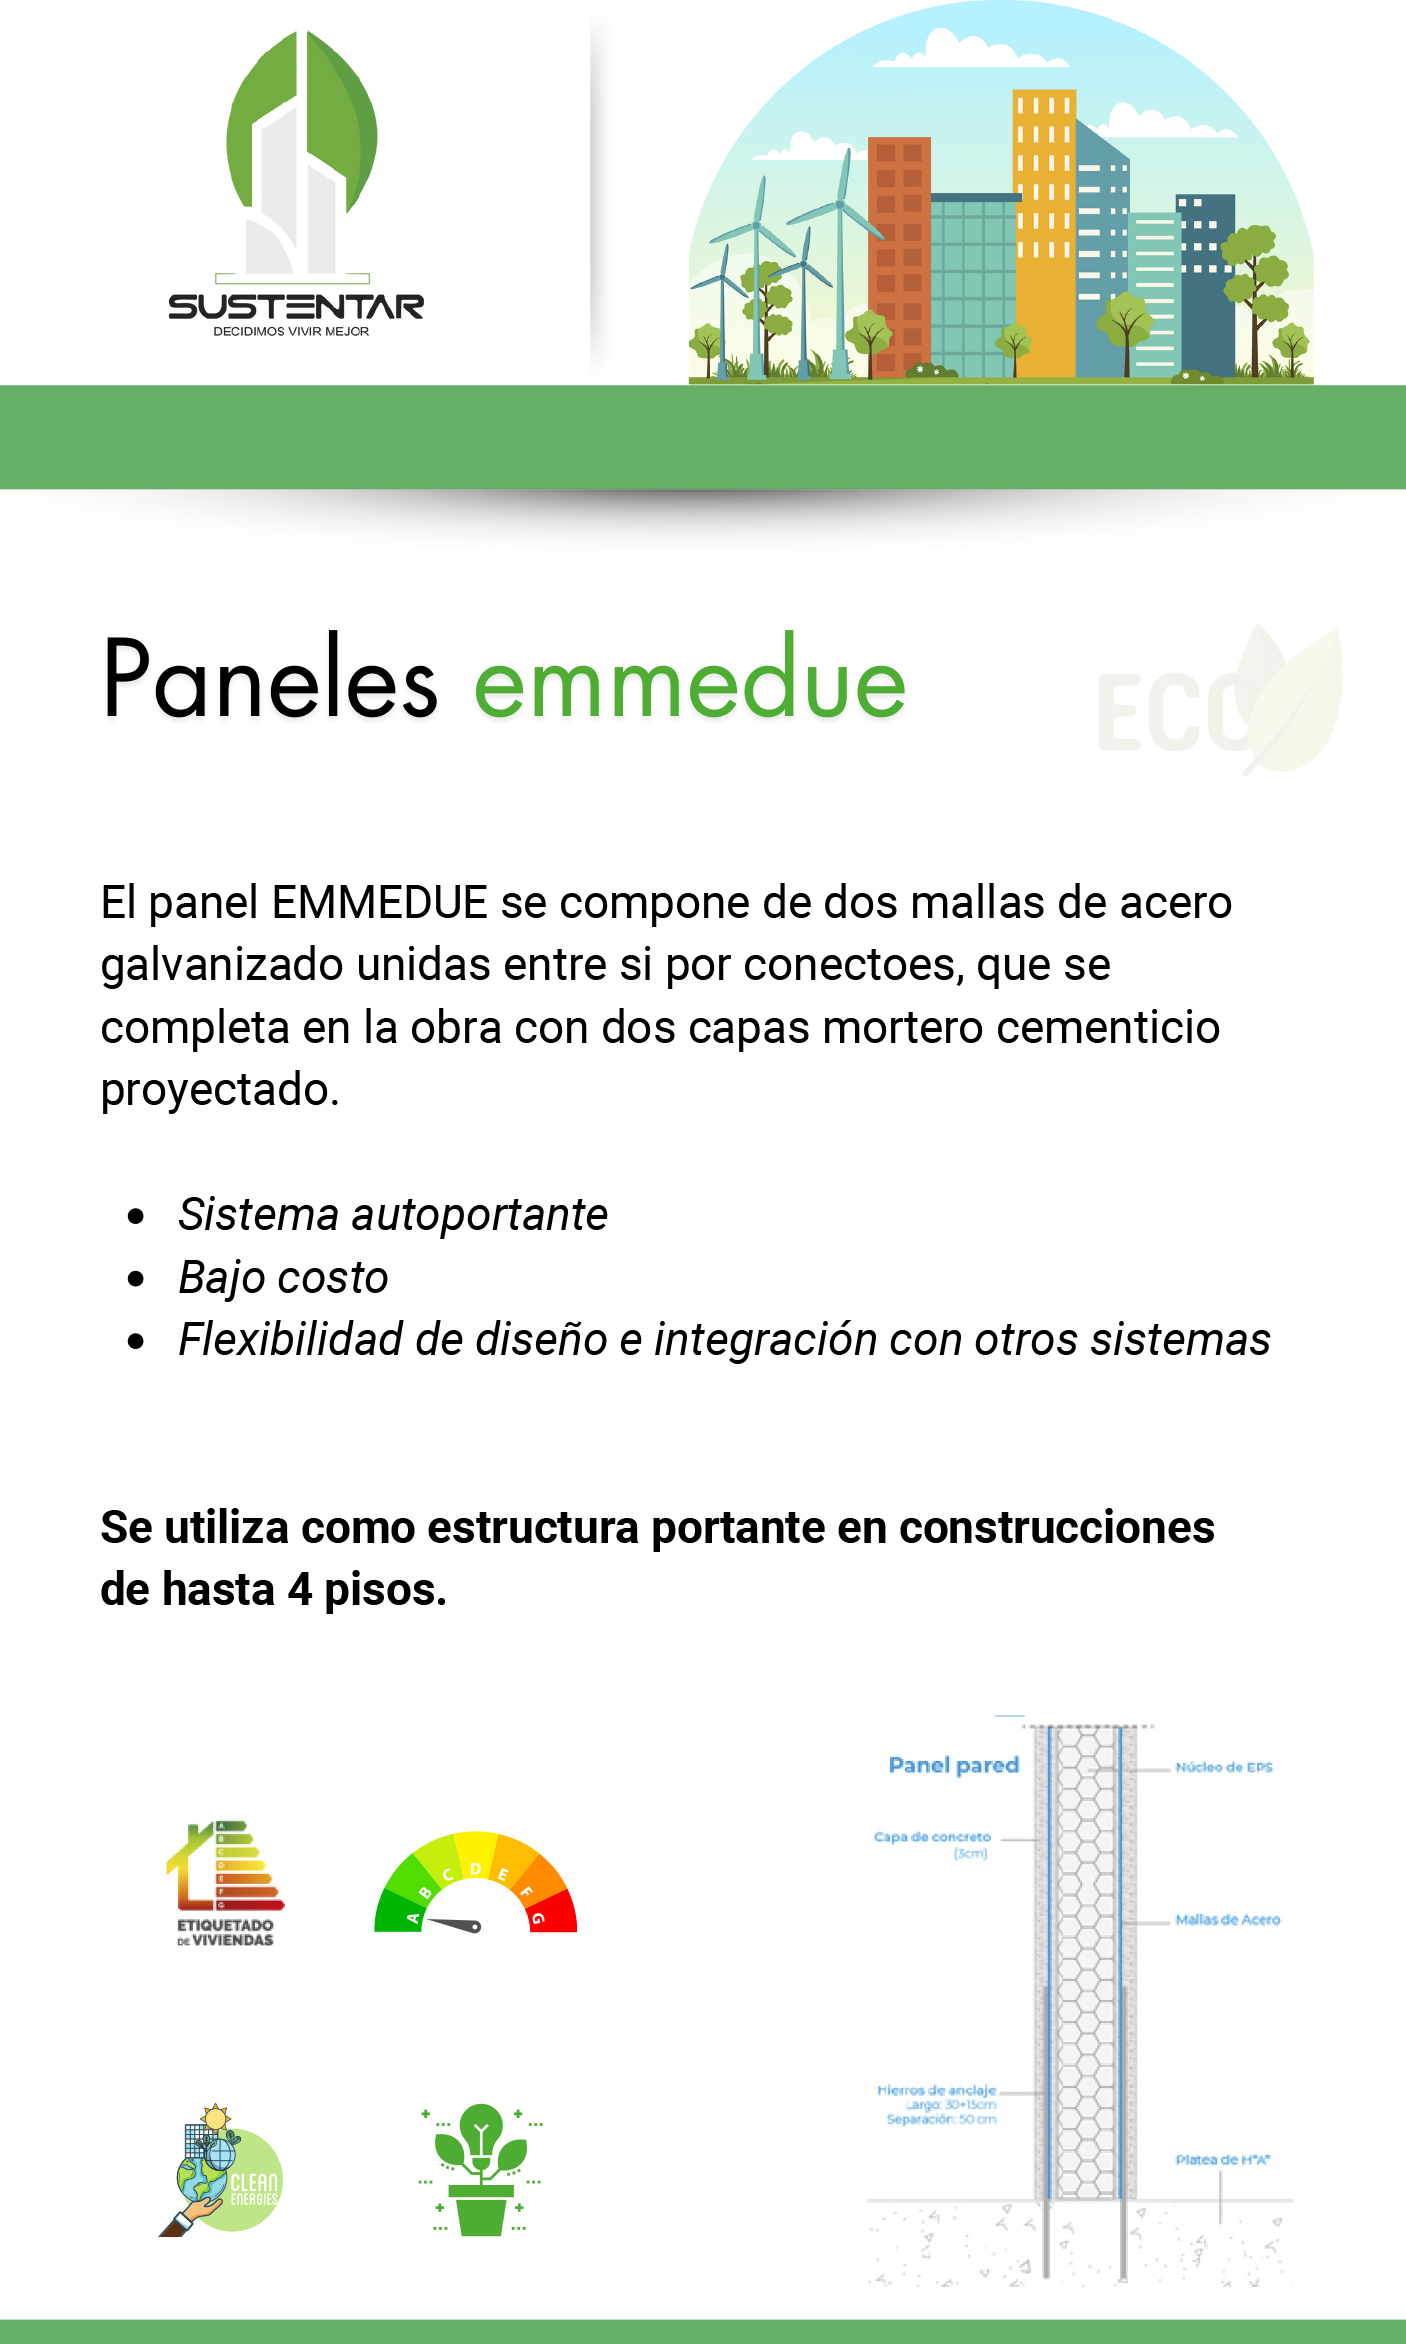 SUSTENTAR
DECIDIMOS VIVIR MEJOR
Paneles emmedue
ECO
El panel EMMEDUE se compone de dos mallas de acero
galvanizado unidas entre si por conectoes, que se
completa en la obra con dos capas mortero cementicio
proyectado.
• Sistema autoportante
• Bajo costo
• Flexibilidad de diseño e integración con otros sistemas
Se utiliza como estructura portante en construcciones
de hasta 4 pisos.
A
B
C
D
E
F
G
ETIQUETADO
DE VIVIENDAS
A B C D E F G
CLEAN
ENERGIES
Panel pared
Núcleo de EPS
Capa de concreto
(3cm)
Mallas de Acero
Hierros de anclaje
Largo: 30+15cm
Separación: 50 cm
Platea de H°A°